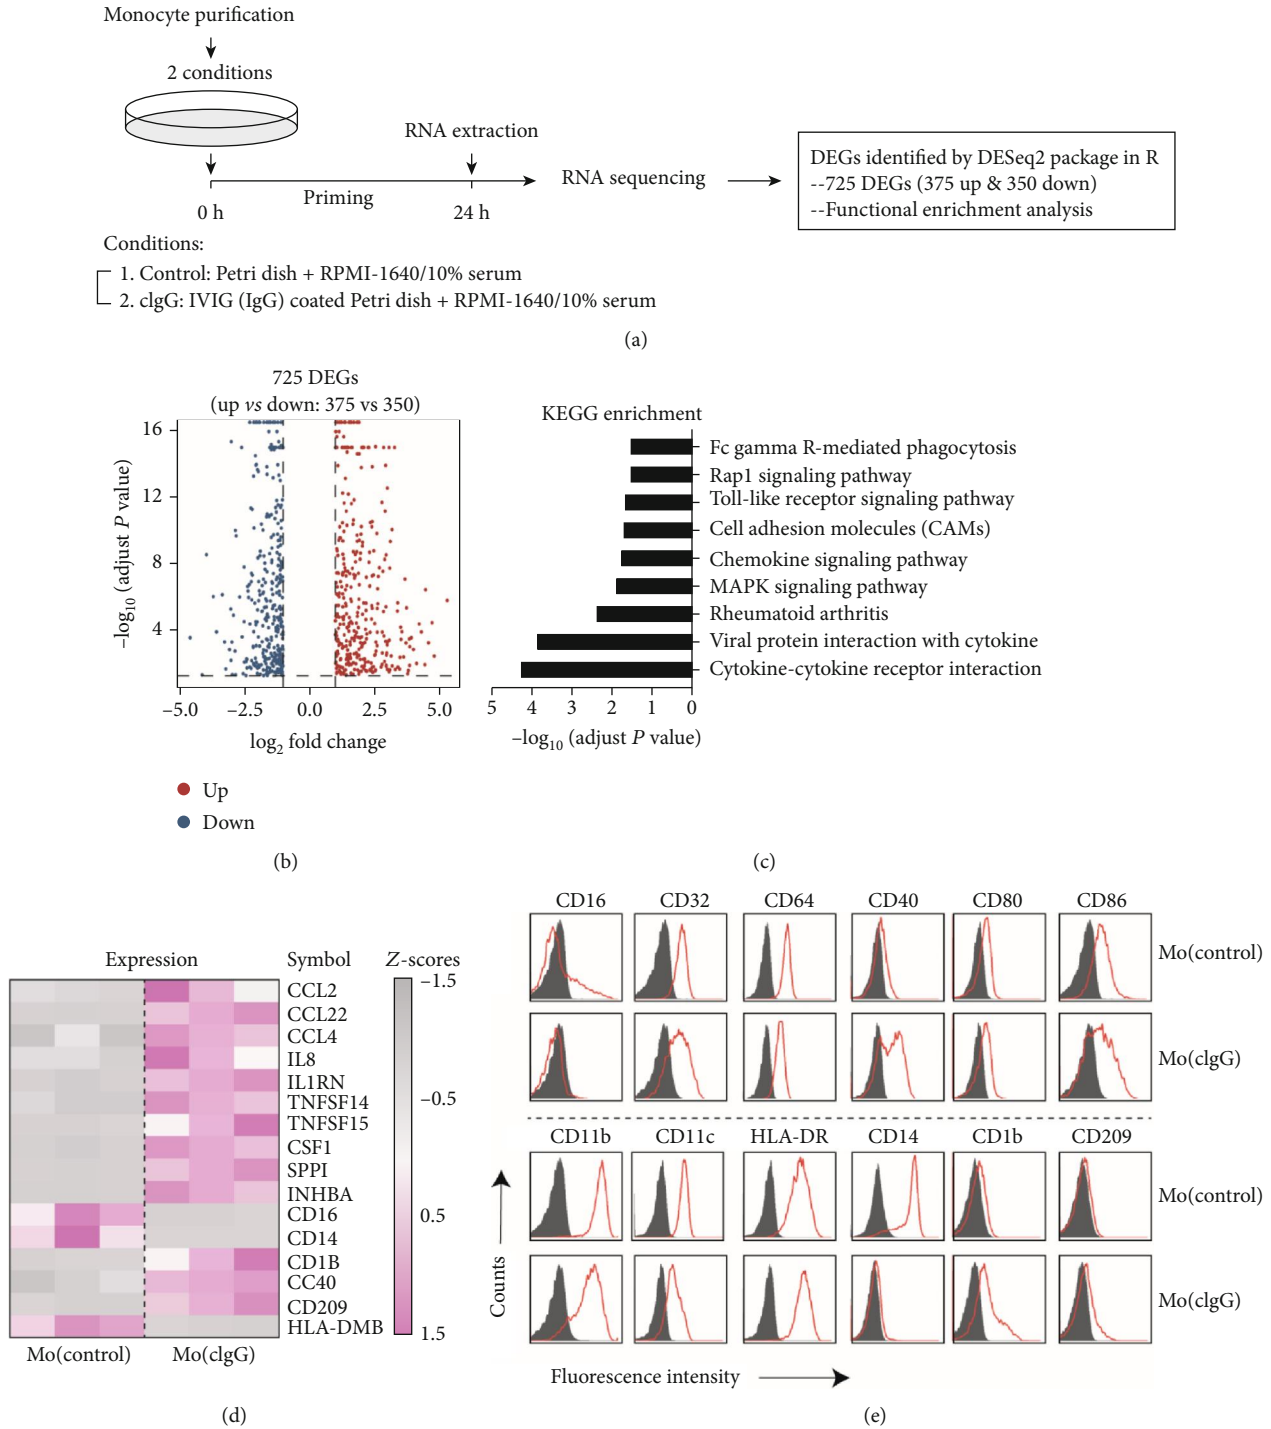 Monocyte purification
2 conditions
RNA extraction
Priming
0 h
24 h
RNA sequencing
DEGs identified by DESeq2 package in R
--725 DEGs (375 up & 350 down)
--Functional enrichment analysis
Conditions:
1. Control: Petri dish + RPMI-1640/10% serum
2. clgG: IVIG (IgG) coated Petri dish + RPMI-1640/10% serum
(a)
725 DEGs
(up vs down: 375 vs 350)
16
12
8
4
–log10 (adjust P value)
–5.0 –2.5 0.0 2.5 5.0
log2 fold change
Up
Down
(b)
KEGG enrichment
Fc gamma R-mediated phagocytosis
Rap1 signaling pathway
Toll-like receptor signaling pathway
Cell adhesion molecules (CAMs)
Chemokine signaling pathway
MAPK signaling pathway
Rheumatoid arthritis
Viral protein interaction with cytokine
Cytokine-cytokine receptor interaction
5 4 3 2 1 0
–log10 (adjust P value)
(c)
Expression Symbol Z-scores
CCL2
CCL22
CCL4
IL8
IL1RN
TNFSF14
TNFSF15
CSF1
SPPI
INHBA
CD16
CD14
CD1B
CC40
CD209
HLA-DMB
–1.5
–0.5
0.5
1.5
Mo(control) Mo(clgG)
(d)
CD16 CD32 CD64 CD40 CD80 CD86
Mo(control)
Mo(clgG)
CD11b CD11c HLA-DR CD14 CD1b CD209
Mo(control)
Mo(clgG)
Counts
Fluorescence intensity
(e)